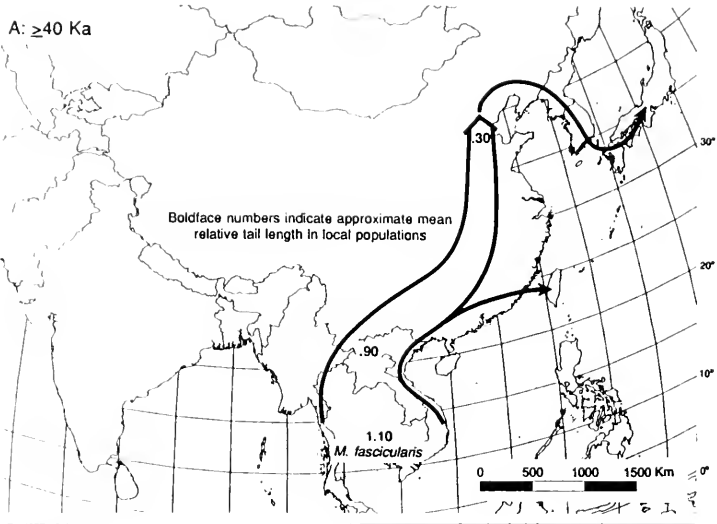 A: ≥40 Ka
.30
30°
Boldface numbers indicate approximate mean
relative tail length in local populations
20°
.90
10°
1.10
M. fascicularis
0 500 1000 1500 Km
0°